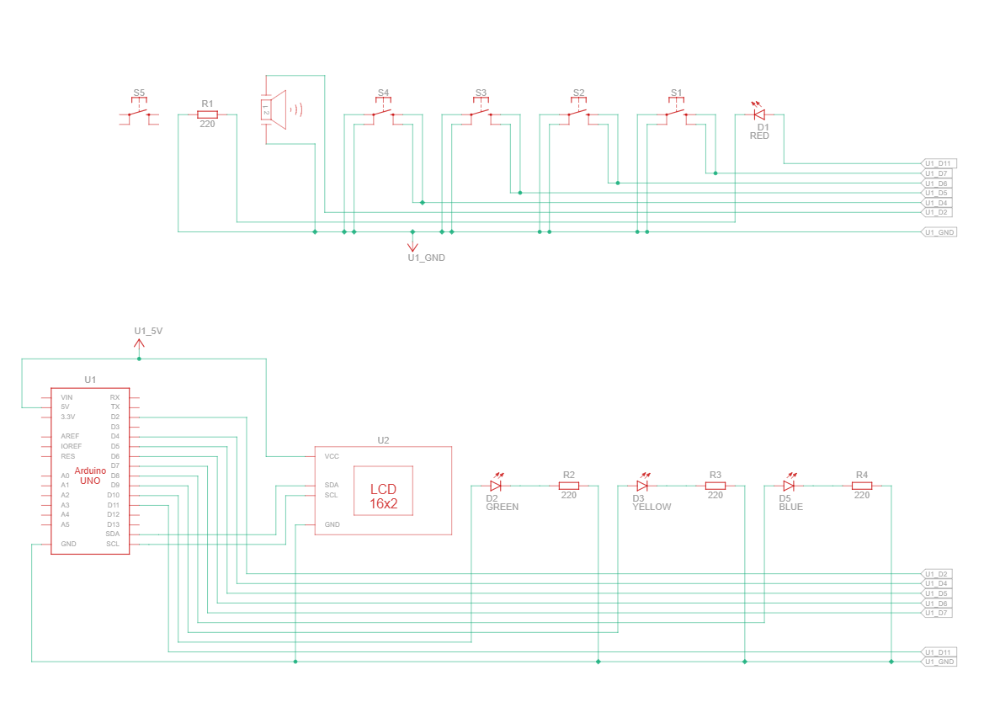 S5
R1
220
1 2
S4
S3
S2
S1
D1
RED
U1_D11
U1_D7
U1_D6
U1_D5
U1_D4
U1_D2
U1_GND
U1_GND
U1_5V
U1
VIN
5V
3.3V
AREF
IOREF
RES
A0
A1
A2
A3
A4
A5
GND
Arduino
UNO
RX
TX
D2
D3
D4
D5
D6
D7
D8
D9
D10
D11
D12
D13
SDA
SCL
U2
VCC
SDA
SCL
GND
LCD
16x2
D2
GREEN
R2
220
D3
YELLOW
R3
220
D5
BLUE
R4
220
U1_D2
U1_D4
U1_D5
U1_D6
U1_D7
U1_D11
U1_GND